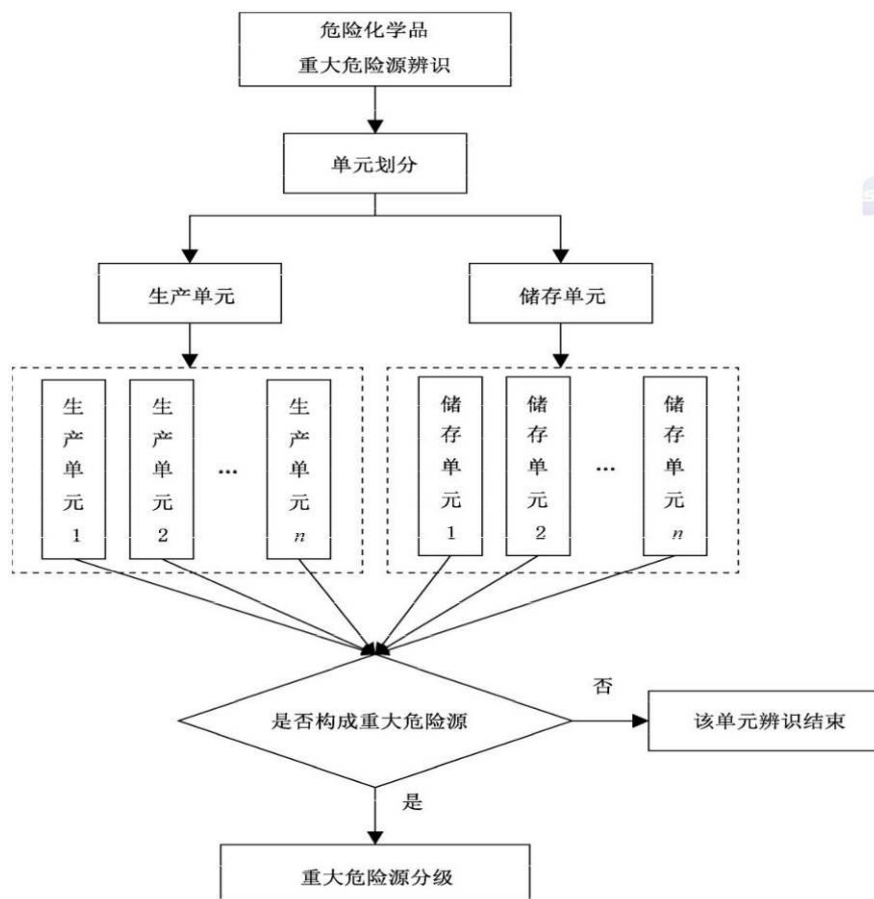 危险化学品
重大危险源辨识
单元划分
生产单元
储存单元
生产单元1
生产单元2
...
生产单元n
储存单元1
储存单元2
...
储存单元n
是否构成重大危险源
否
该单元辨识结束
是
重大危险源分级